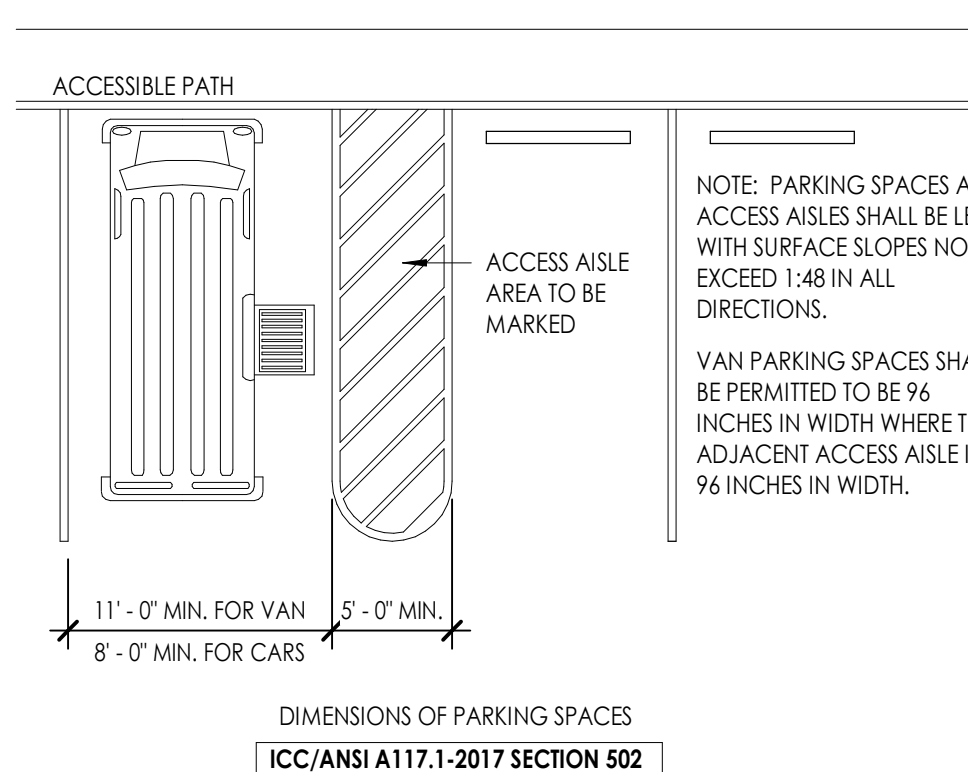 ACCESSIBLE PATH
ACCESS AISLE
AREA TO BE
MARKED
NOTE: PARKING SPACES
ACCESS AISLES SHALL BE
WITH SURFACE SLOPES
EXCEED 1:48 IN ALL
DIRECTIONS.
VAN PARKING SPACES
BE PERMITTED TO BE 96
INCHES IN WIDTH WHERE
ADJACENT ACCESS AISLE
96 INCHES IN WIDTH.
11' - 0" MIN. FOR VAN
5' - 0" MIN.
8' - 0" MIN. FOR CARS
DIMENSIONS OF PARKING SPACES
ICC/ANSI A117.1-2017 SECTION 502